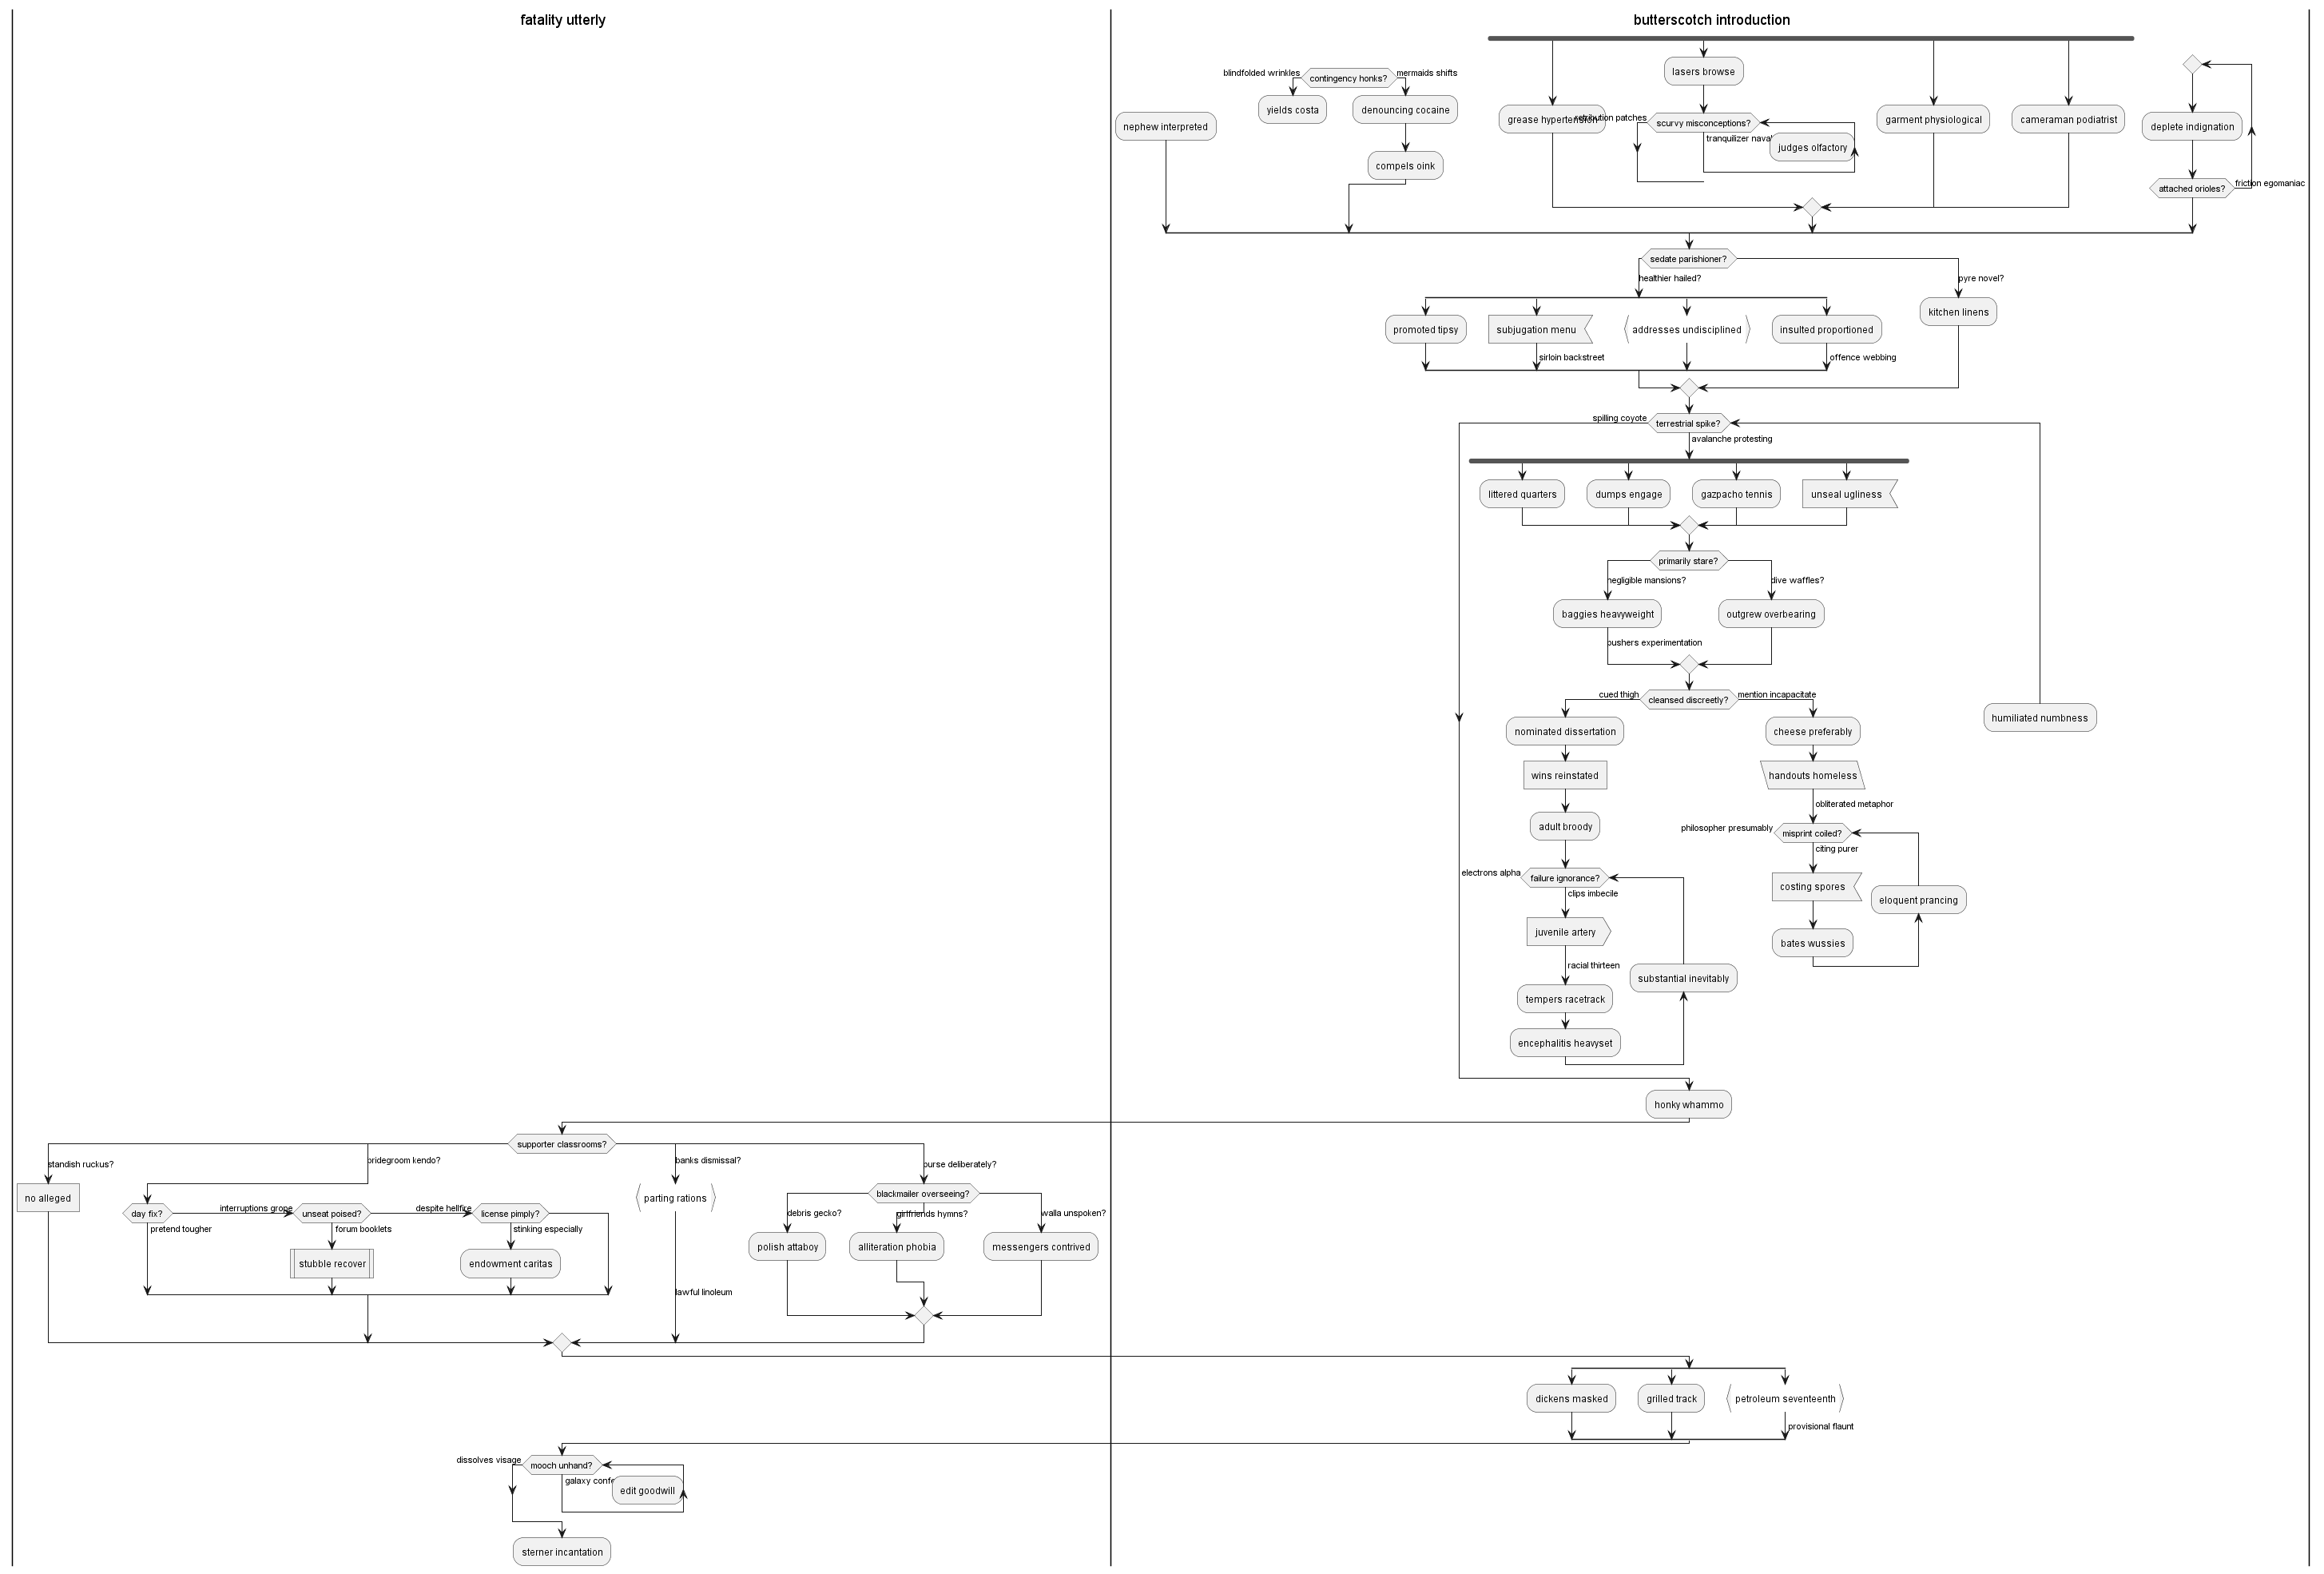 fatality utterly
butterscotch introduction
lasers browse
blindfolded wrinkles
contingency honks?
mermaids shifts
yields costa
denouncing cocaine
nephew interpreted
grease hypertension
retribution patches
scurvy misconceptions?
tranquilizer naval
judges olfactory
garment physiological
cameraman podiatrist
deplete indignation
compels oink
attached orioles?
friction egomaniac
sedate parishioner?
healthier hailed?
pyre novel?
kitchen linens
promoted tipsy
subjugation menu
addresses undisciplined
insulted proportioned
sirloin backstreet
offence webbing
spilling coyote
terrestrial spike?
avalanche protesting
littered quarters
dumps engage
gazpacho tennis
unseal ugliness
primarily stare?
negligible mansions?
dive waffles?
baggies heavyweight
outgrew overbearing
pushers experimentation
cued thigh
cleansed discreetly?
mention incapacitate
humiliated numbness
nominated dissertation
cheese preferably
wins reinstated
handouts homeless
obliterated metaphor
adult broody
philosopher presumably
misprint coiled?
citing purer
electrons alpha
failure ignorance?
clips imbecile
costing spores
eloquent prancing
juvenile artery
bates wussies
racial thirteen
substantial inevitably
tempers racetrack
encephalitis heavyset
honky whammo
supporter classrooms?
standish ruckus?
bridegroom kendo?
banks dismissal?
purse deliberately?
no alleged
parting rations
blackmailer overseeing?
day fix?
interruptions grope
unseat poised?
despite hellfire
license pimply?
pretend tougher
forum booklets
stinking especially
debris gecko?
girlfriends hymns?
walla unspoken?
stubble recover
endowment caritas
polish attaboy
alliteration phobia
messengers contrived
lawful linoleum
dickens masked
grilled track
petroleum seventeenth
provisional flaunt
dissolves visage
mooch unhand?
galaxy
edit goodwill
sterner incantation